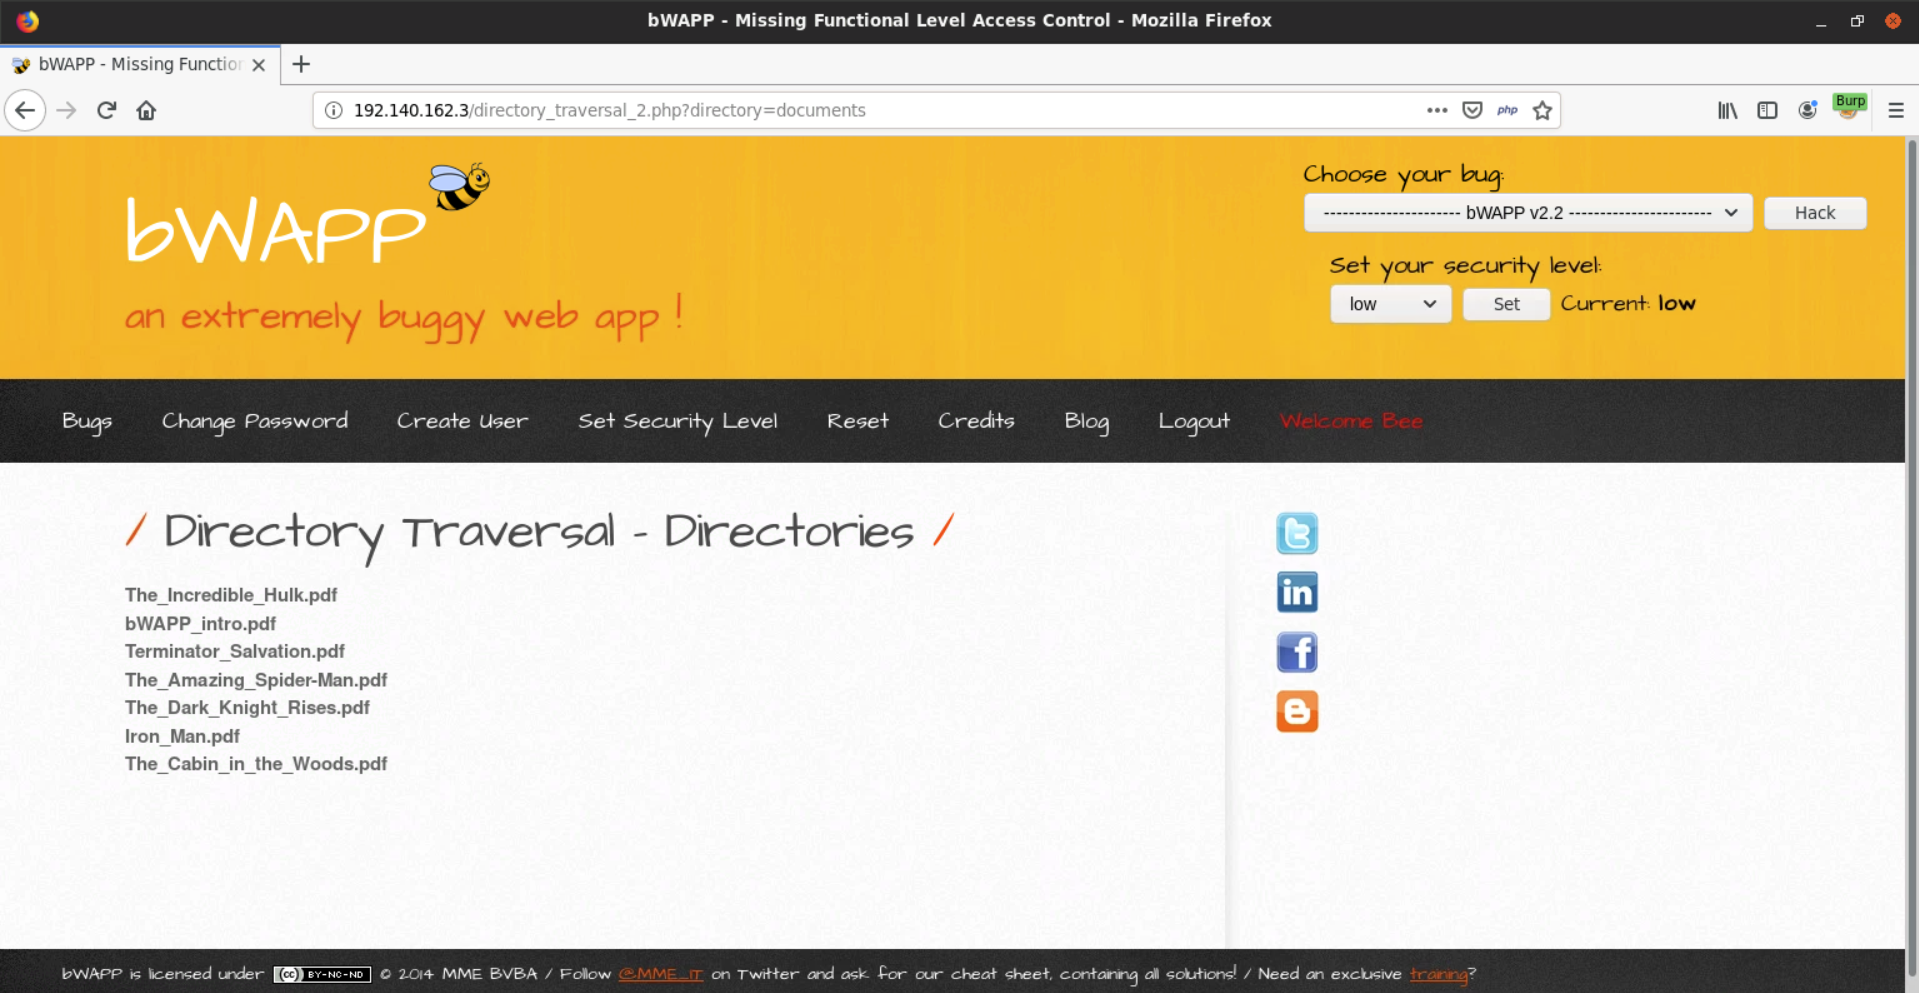 bWAPP - Missing Functional Level Access Control - Mozilla Firefox
bWAPP - Missing Function
192.140.162.3/directory_traversal_2.php?directory=documents
php
Burp
bWAPP
an extremely buggy web app !
Choose your bug:
---------------------- bWAPP v2.2 -----------------------
Hack
Set your security level:
low
Set
Current: low
Bugs
Change Password
Create User
Set Security Level
Reset
Credits
Blog
Logout
Welcome Bee
/ Directory Traversal - Directories /
The_Incredible_Hulk.pdf
bWAPP_intro.pdf
Terminator_Salvation.pdf
The_Amazing_Spider-Man.pdf
The_Dark_Knight_Rises.pdf
Iron_Man.pdf
The_Cabin_in_the_Woods.pdf
t
in
f
B
bWAPP is licensed under (cc) BY-NC-ND © 2014 MME BVBA / Follow @MME_IT on Twitter and ask for our cheat sheet, containing all solutions! / Need an exclusive training?